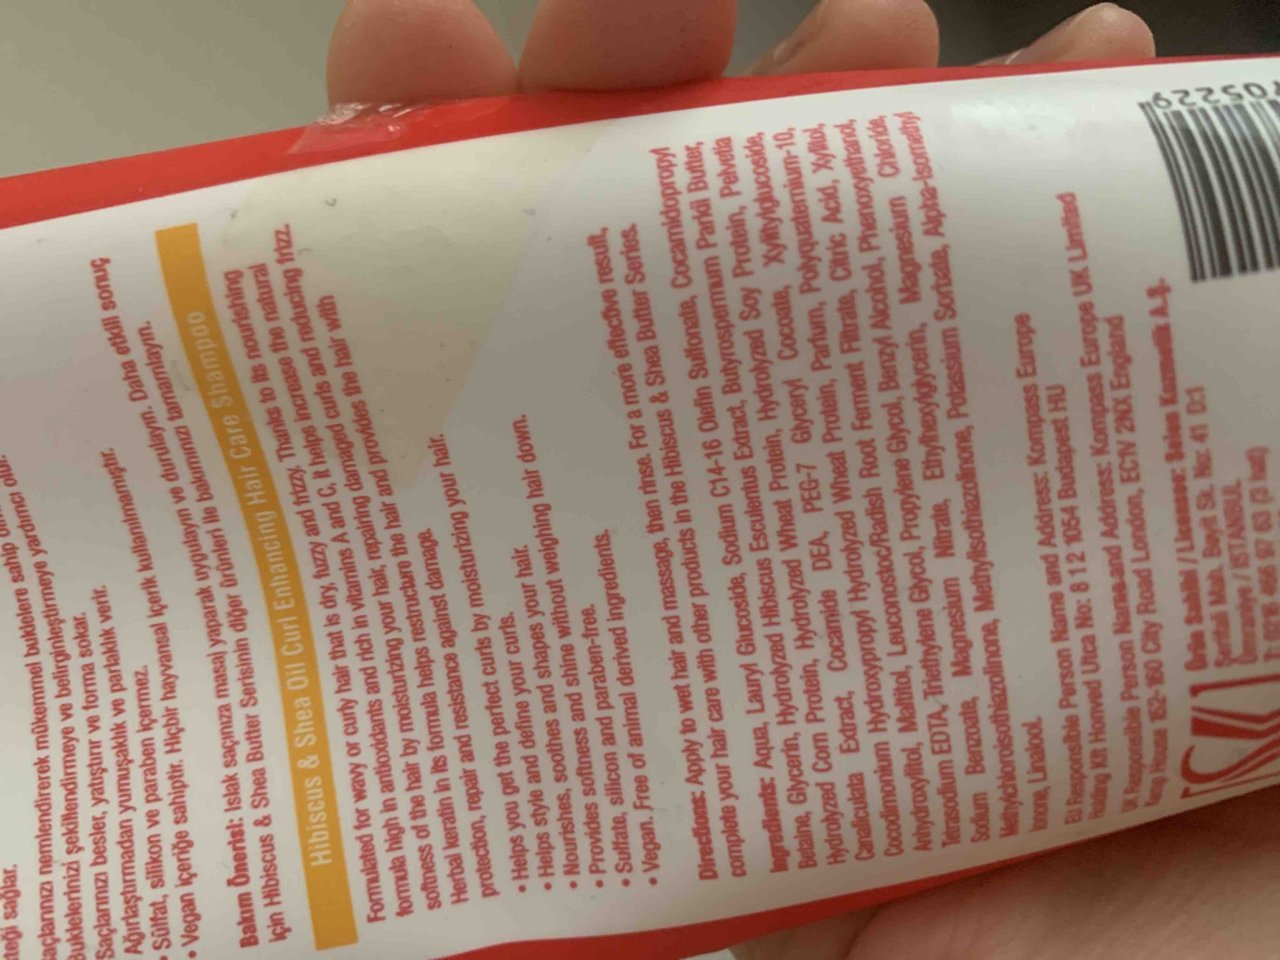 steği sağlar.
saçlarınızı nemlendirerek mükemmel buklelere sahip
Buklelerinizi şekillendirmeye ve belirginleştirmeye yardımcı olur.
Saçlarınızı besler, yatıştırır ve forma sokar.
Ağırlaştırmadan yumuşaklık ve parlaklık verir.
• Sülfat, silikon ve paraben içermez.
• Vegan içeriğe sahiptir. Hiçbir hayvansal içerik kullanılmamıştır.
Bakım Önerisi: Islak saçınıza masaj yaparak uygulayın ve durulayın. Daha etkili sonuç
için Hibiscus & Shea Butter Serisinin diğer ürünleri ile bakımınızı tamamlayın.
Hibiscus & Shea Oil Curl Enhancing Hair Care Shampoo
Formulated for wavy or curly hair that is dry, fuzzy and frizzy. Thanks to its nourishing
formula high in antioxidants and rich in vitamins A and C, it helps increase the natural
softness of the hair by moisturizing your hair, repairing damaged curls and reducing frizz.
Herbal keratin in its formula helps restructure the hair and provides the hair with
protection, repair and resistance against damage.
• Helps you get the perfect curls by moisturizing your hair.
• Helps style and define your curls.
• Nourishes, soothes and shapes your hair.
• Provides softness and shine without weighing hair down.
• Sulfate, silicon and paraben-free.
• Vegan. Free of animal derived ingredients.
Directions: Apply to wet hair and massage, then rinse. For a more effective result,
complete your hair care with other products in the Hibiscus & Shea Butter Series.
Ingredients: Aqua, Lauryl Glucoside, Sodium C14-16 Olefin Sulfonate, Cocamidopropyl
Betaine, Glycerin, Hydrolyzed Hibiscus Esculentus Extract, Butyrospermum Parkii Butter,
Hydrolyzed Corn Protein, Hydrolyzed Wheat Protein, Hydrolyzed Soy Protein, Pelvetia
Canaliculata Extract, Cocamide DEA, PEG-7 Glyceryl Cocoate, Xylitylglucoside,
Cocodimonium Hydroxypropyl Hydrolyzed Wheat Protein, Parfum, Polyquaternium-10,
Anhydroxylitol, Maltitol, Leuconostoc/Radish Root Ferment Filtrate, Citric Acid, Xylitol,
Tetrasodium EDTA, Triethylene Glycol, Propylene Glycol, Benzyl Alcohol, Phenoxyethanol,
Sodium Benzoate, Magnesium Nitrate, Ethylhexylglycerin, Magnesium Chloride,
Methylchloroisothiazolinone, Methylisothiazolinone, Potassium Sorbate, Alpha-Isomethyl
Ionone, Linalool.
EU Responsible Person Name and Address: Kompass Europe
Holding Kft Honved Utca No: 8 1 2 1054 Budapest HU
UK Responsible Person Name and Address: Kompass Europe UK Limited
House 152-160 City Road London, EC1V 2NX England
Ürün Sahibi / Licensee: Kozmetik A.Ş.
Mah. No: 41 D:1
/ İSTANBUL
705229